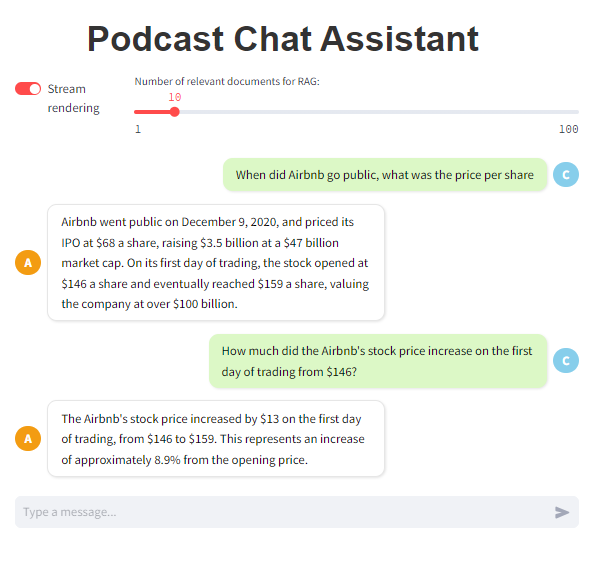 Podcast Chat Assistant
Stream
rendering
Number of relevant documents for RAG:
10
1
100
When did Airbnb go public, what was the price per share
C
Airbnb went public on December 9, 2020, and priced its
IPO at $68 a share, raising $3.5 billion at a $47 billion
market cap. On its first day of trading, the stock opened at
$146 a share and eventually reached $159 a share, valuing
the company at over $100 billion.
A
How much did the Airbnb's stock price increase on the first
day of trading from $146?
C
The Airbnb's stock price increased by $13 on the first day
of trading, from $146 to $159. This represents an increase
of approximately 8.9% from the opening price.
A
Type a message...